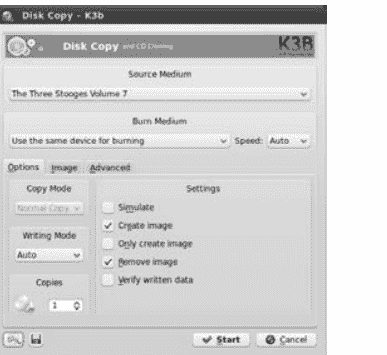 Disk Copy - K3b
Disk Copy and CD Cloning
K3B
Source Medium
The Three Stooges Volume 7
Burn Medium
Use the same device for burning Speed: Auto
Options Image Advanced
Copy Mode
Normal Copy
Writing Mode
Auto
Copies
1
Settings
Simulate
Create image
Only create image
Remove image
Verify written data
Start Cancel